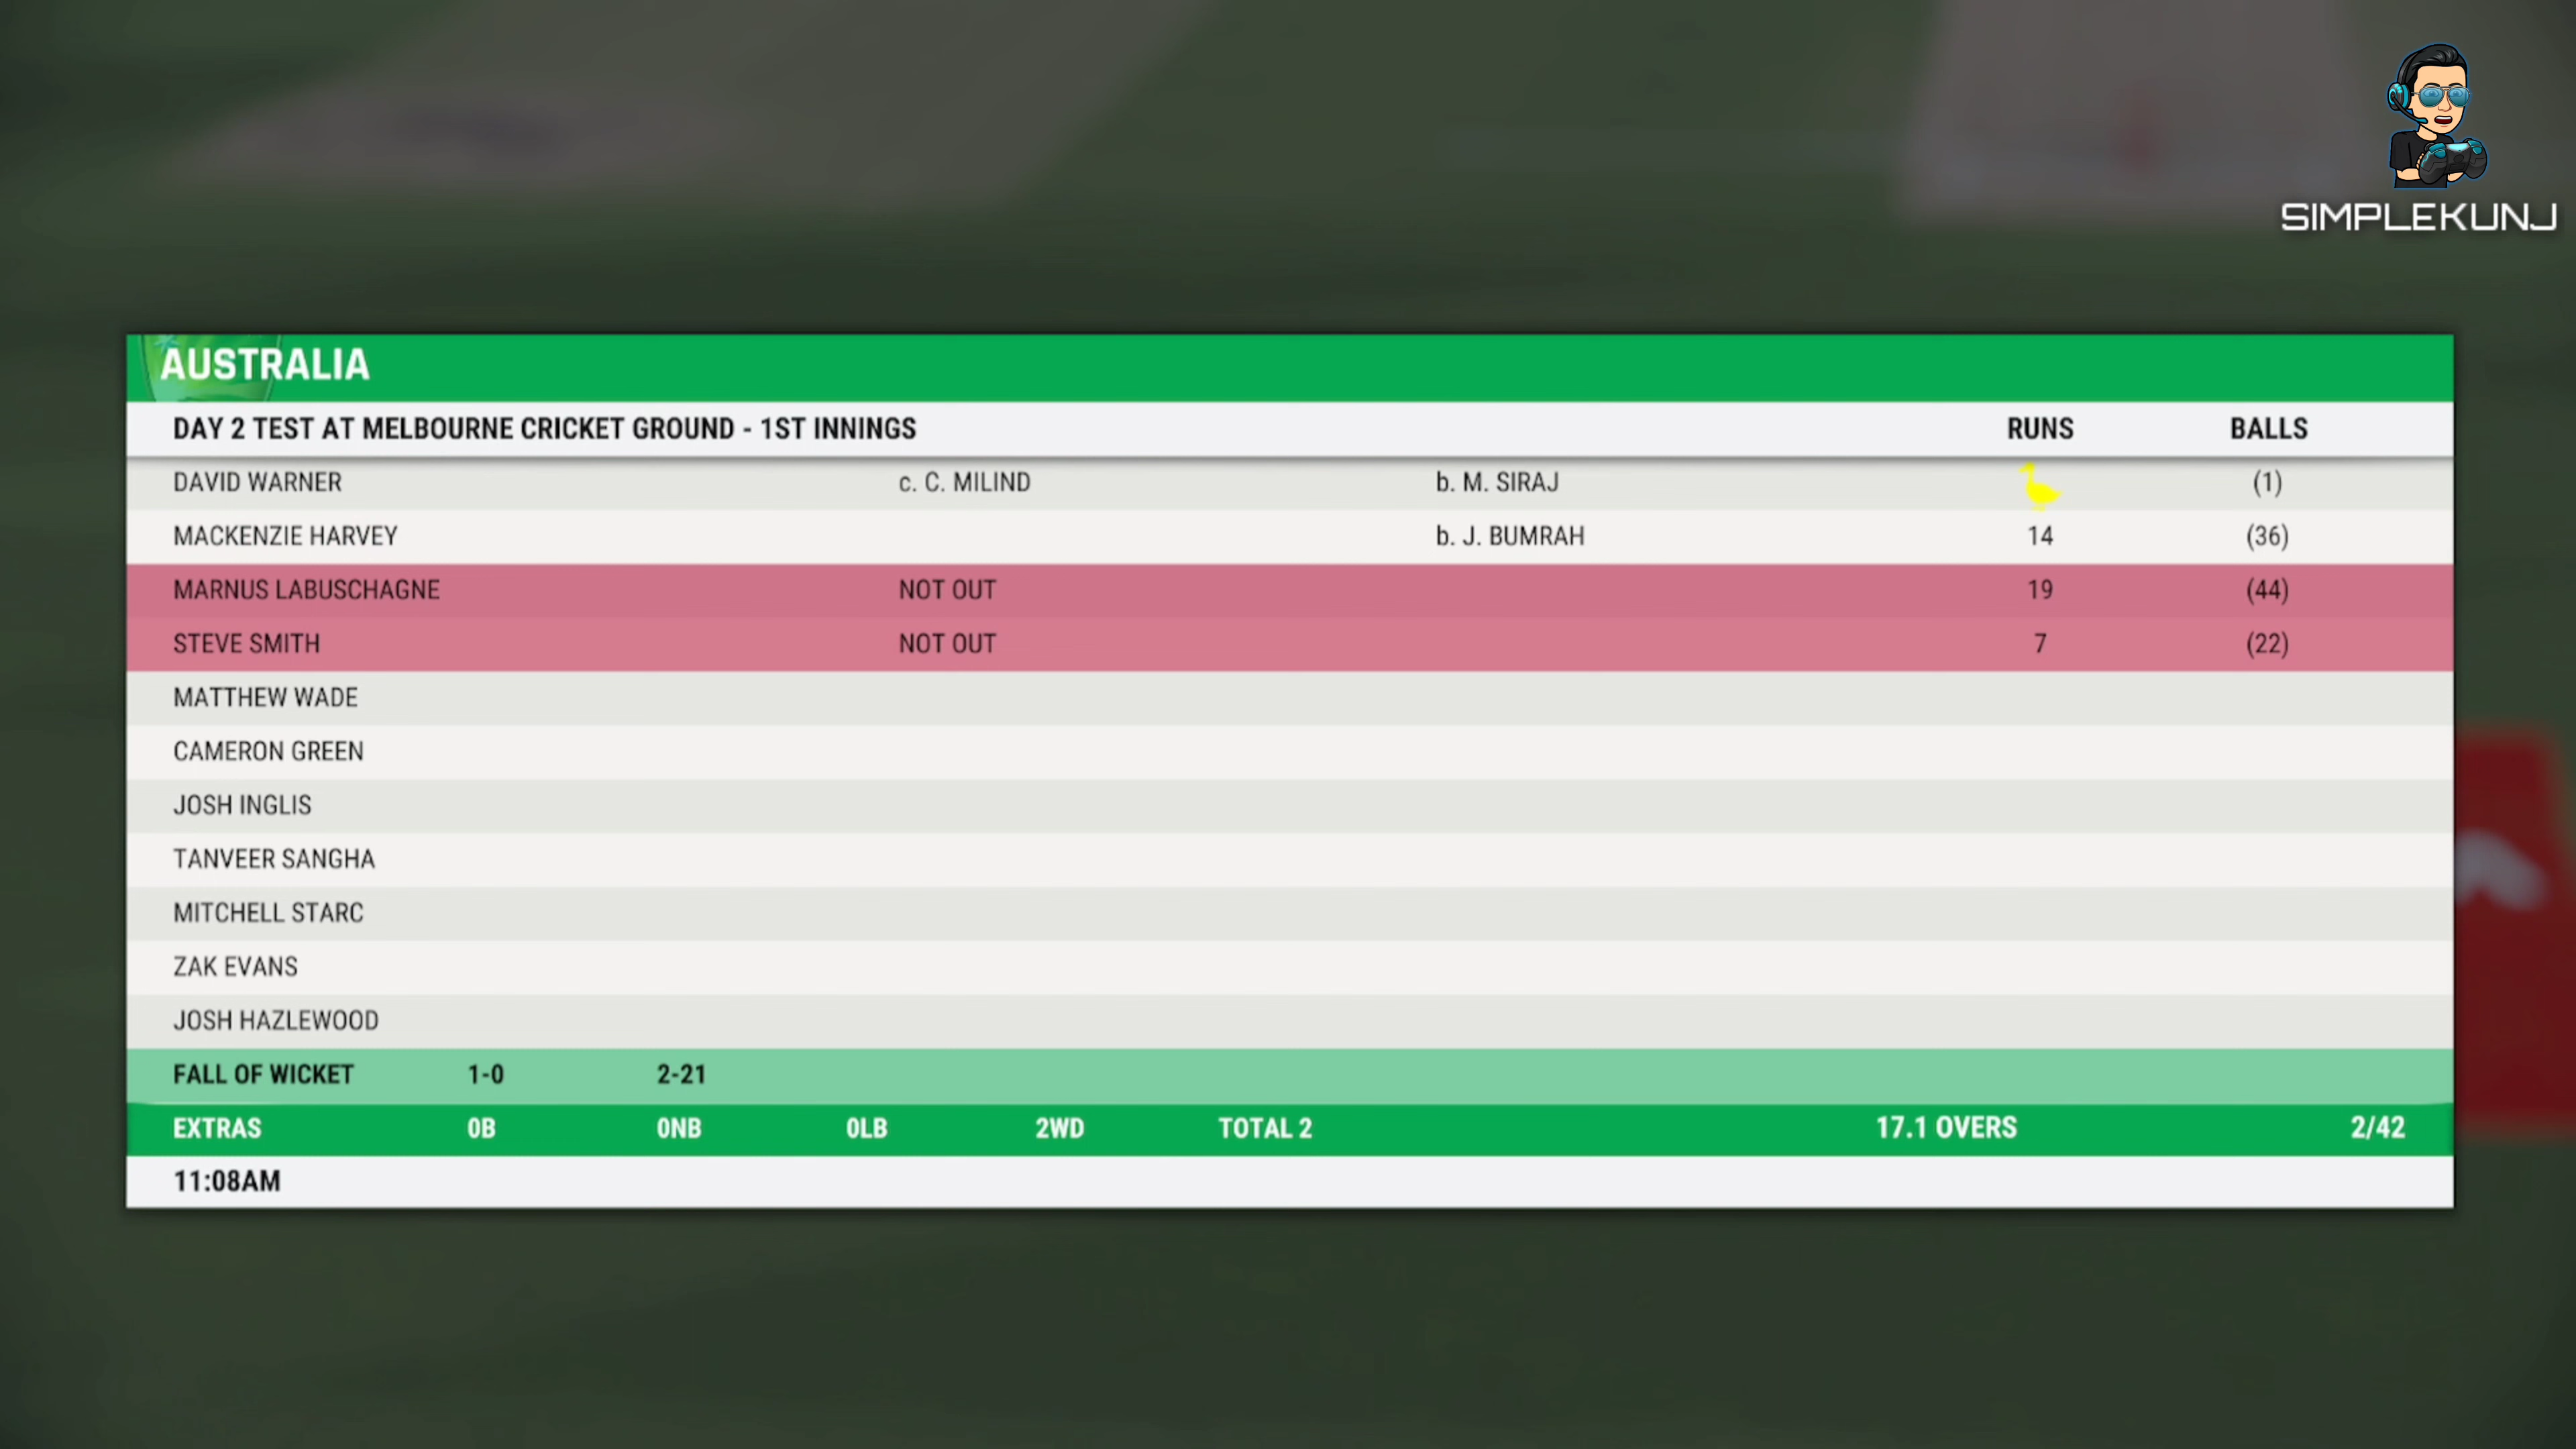 SIMPLEKUNJ
AUSTRALIA
DAY 2 TEST AT MELBOURNE CRICKET GROUND - 1ST INNINGS RUNS BALLS
DAVID WARNER c. C. MILIND b. M. SIRAJ (1)
MACKENZIE HARVEY b. J. BUMRAH 14 (36)
MARNUS LABUSCHAGNE NOT OUT 19 (44)
STEVE SMITH NOT OUT 7 (22)
MATTHEW WADE
CAMERON GREEN
JOSH INGLIS
TANVEER SANGHA
MITCHELL STARC
ZAK EVANS
JOSH HAZLEWOOD
FALL OF WICKET 1-0 2-21
EXTRAS 0B 0NB 0LB 2WD TOTAL 2 17.1 OVERS 2/42
11:08AM